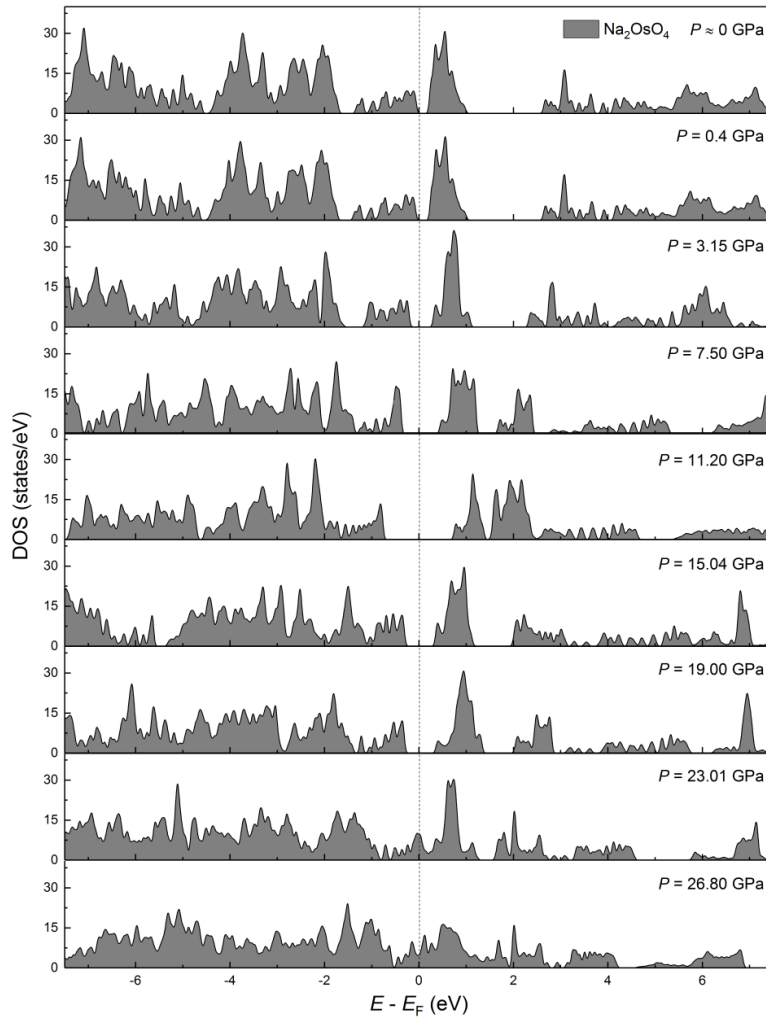 Na₂OsO₄
P ≈ 0 GPa
30
15
0
P = 0.4 GPa
30
15
0
P = 3.15 GPa
30
15
0
P = 7.50 GPa
30
15
0
P = 11.20 GPa
30
15
0
P = 15.04 GPa
30
15
0
P = 19.00 GPa
30
15
0
P = 23.01 GPa
30
15
0
P = 26.80 GPa
30
15
0
DOS (states/eV)
-6 -4 -2 0 2 4 6
E - E_F (eV)